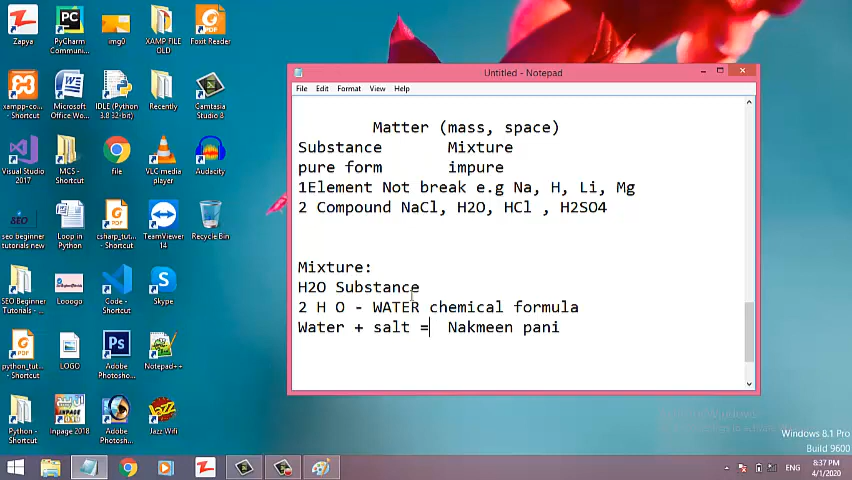 Zapya
PyCharm Communi...
img0
XAMP FILE OLD
Foxit Reader
xampp-co... - Shortcut
Microsoft Office Wo...
IDLE (Python 3.8 32-bit)
Recently
Camtasia Studio 8
Visual Studio 2017
MCS - Shortcut
file
VLC media player
Audacity
SEO
seo beginner tutorials new
Loop in Python
csharp_tut... - Shortcut
TeamViewer 14
Recycle Bin
SEO Beginner Tutorials - ...
Looogo
Code - Shortcut
Skype
python_tut... - Shortcut
LOGO
Adobe Photosho...
Notepad++
Python - Shortcut
Inpage 2018
Adobe Photosh...
Jazz Wifi
Untitled - Notepad
File Edit Format View Help
Matter (mass, space)
Substance Mixture
pure form impure
1Element Not break e.g Na, H, Li, Mg
2 Compound NaCl, H2O, HCl , H2SO4
Mixture:
H2O Substance
2 H O - WATER chemical formula
Water + salt = Nakmeen pani
Windows 8.1 Pro
Build 9600
ENG
8:37 PM
4/1/2020